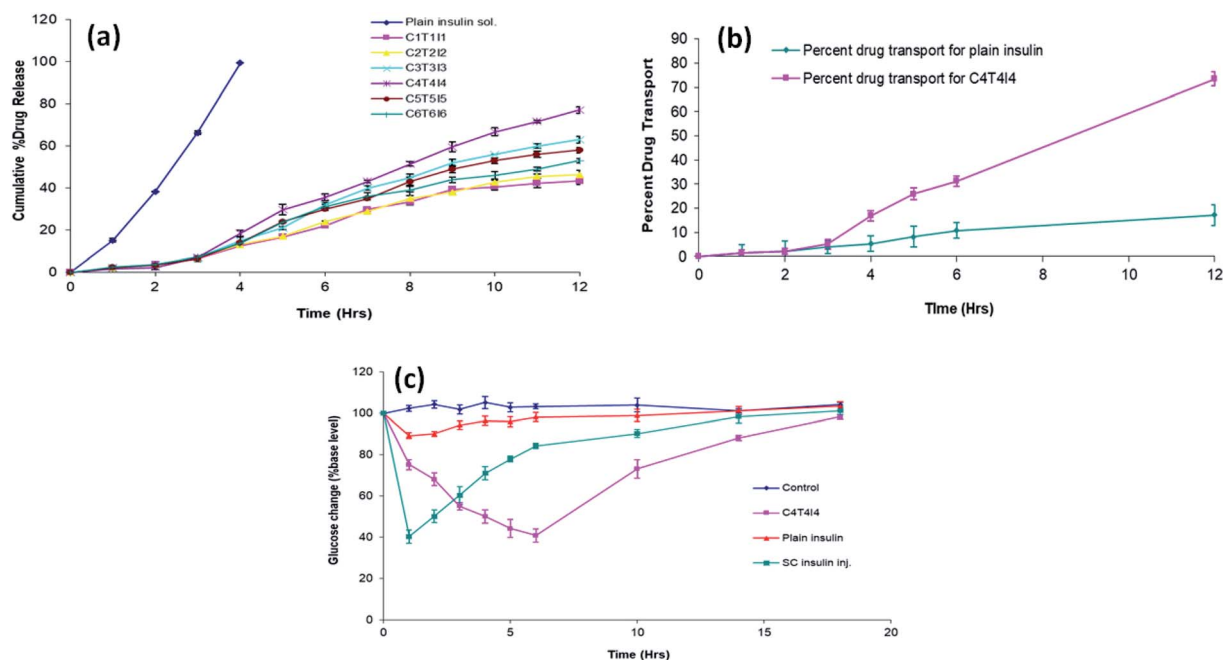 (a)
Plain insulin sol.
C1T1I1
C2T2I2
C3T3I3
C4T4I4
C5T5I5
C6T6I6
Cumulative %Drug Release
120
100
80
60
40
20
0
0 2 4 6 8 10 12
Time (Hrs)
(b)
Percent drug transport for plain insulin
Percent drug transport for C4T4I4
Percent Drug Transport
90
80
70
60
50
40
30
20
10
0
0 2 4 6 8 10 12
TIme (Hrs)
(c)
Control
C4T4I4
Plain insulin
SC insulin inj.
Glucose change (%base level)
120
100
80
60
40
20
0
0 5 10 15 20
Time (Hrs)